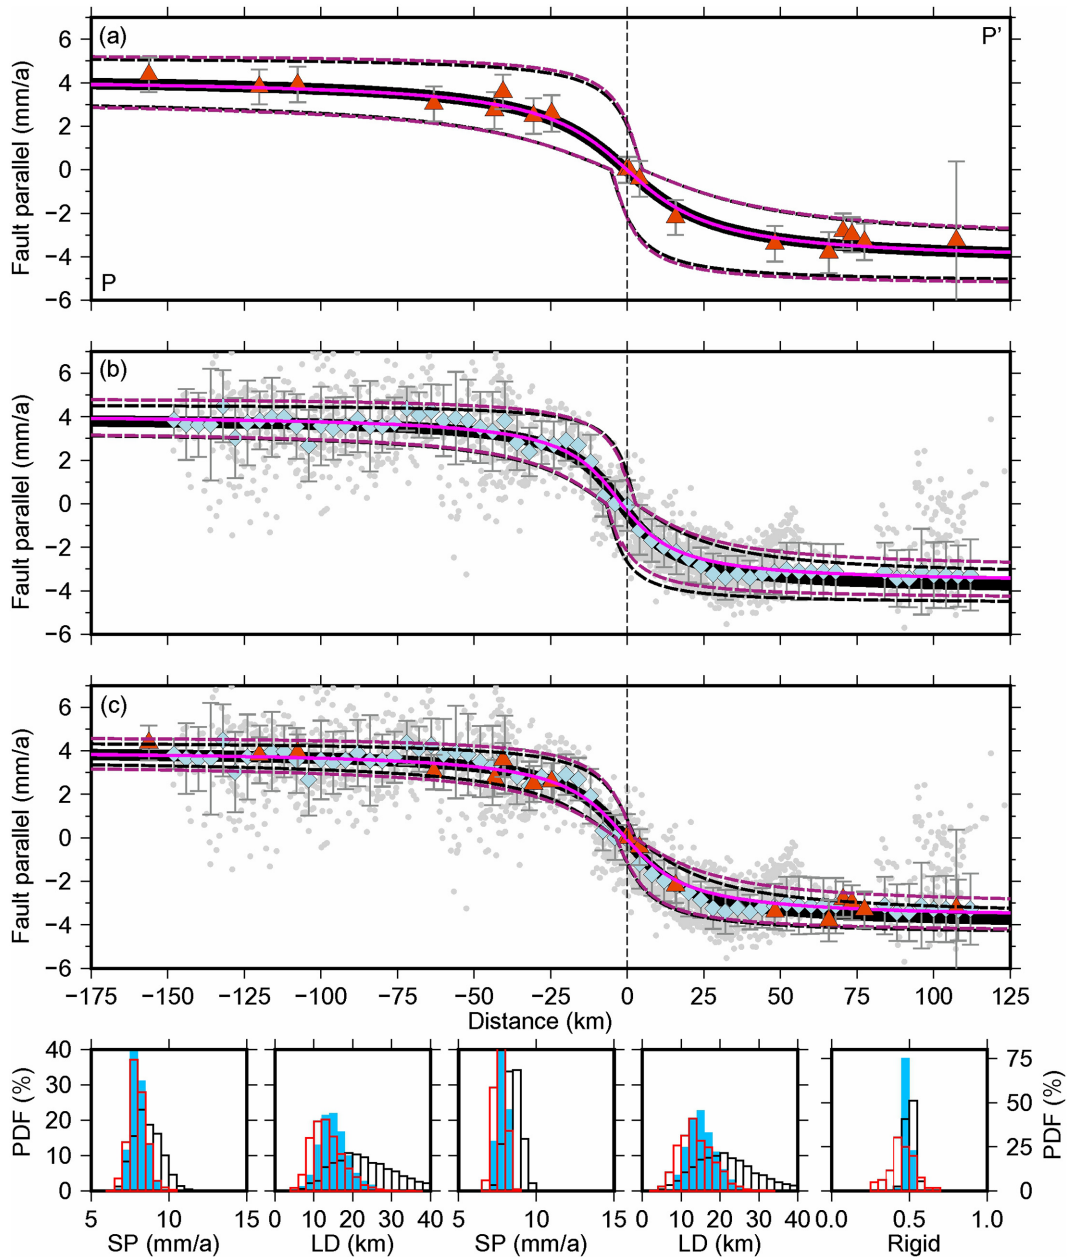 (a)
P'
P
Fault parallel (mm/a)
6
4
2
0
−2
−4
−6
(b)
Fault parallel (mm/a)
6
4
2
0
−2
−4
−6
(c)
Fault parallel (mm/a)
6
4
2
0
−2
−4
−6
−175 −150 −125 −100 −75 −50 −25 0 25 50 75 100 125
Distance (km)
PDF (%)
40
30
20
10
0
5 10 15
SP (mm/a)
0 10 20 30 40
LD (km)
5 10 15
SP (mm/a)
0 10 20 30 40
LD (km)
0.0 0.5 1.0
Rigid
75
50
25
0
PDF (%)